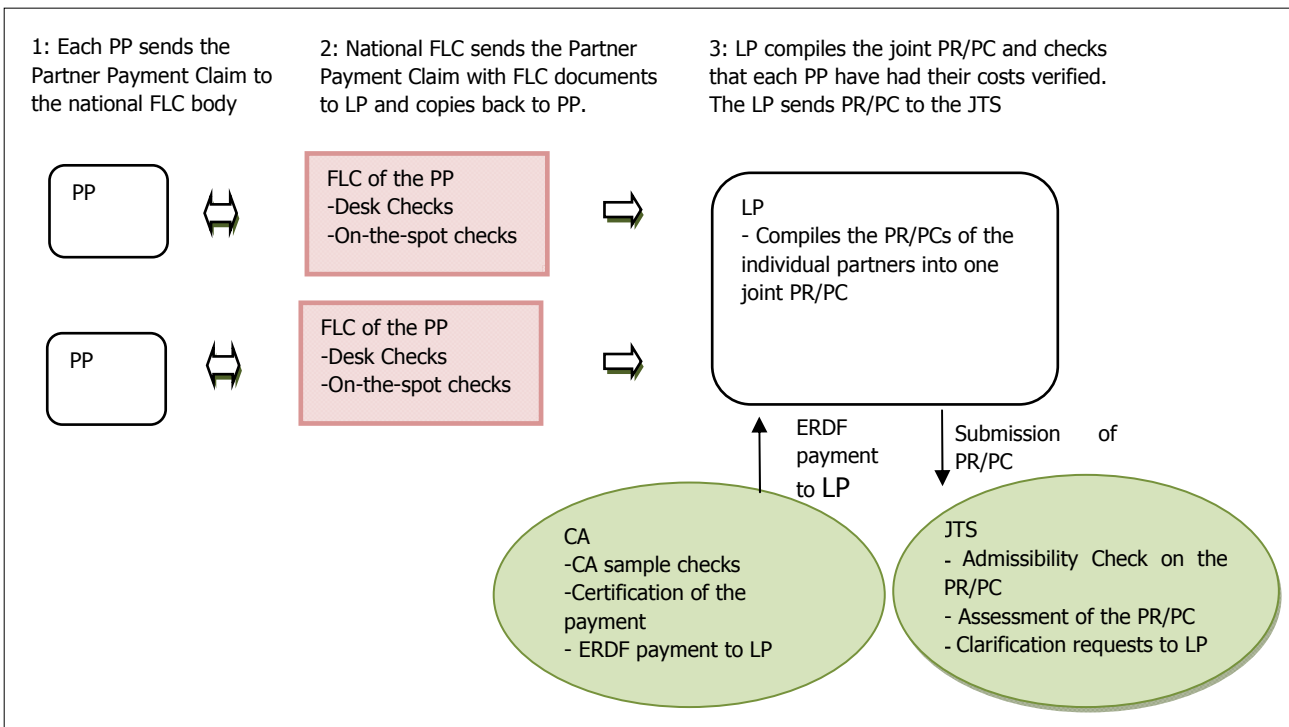 1: Each PP sends the
Partner Payment Claim to
the national FLC body
2: National FLC sends the Partner
Payment Claim with FLC documents
to LP and copies back to PP.
3: LP compiles the joint PR/PC and checks
that each PP have had their costs verified.
The LP sends PR/PC to the JTS
PP
FLC of the PP
-Desk Checks
-On-the-spot checks
LP
- Compiles the PR/PCs of the
individual partners into one
joint PR/PC
PP
FLC of the PP
-Desk Checks
-On-the-spot checks
ERDF
payment
to LP
Submission of
PR/PC
CA
-CA sample checks
-Certification of the
payment
- ERDF payment to LP
JTS
- Admissibility Check on the
PR/PC
- Assessment of the PR/PC
- Clarification requests to LP